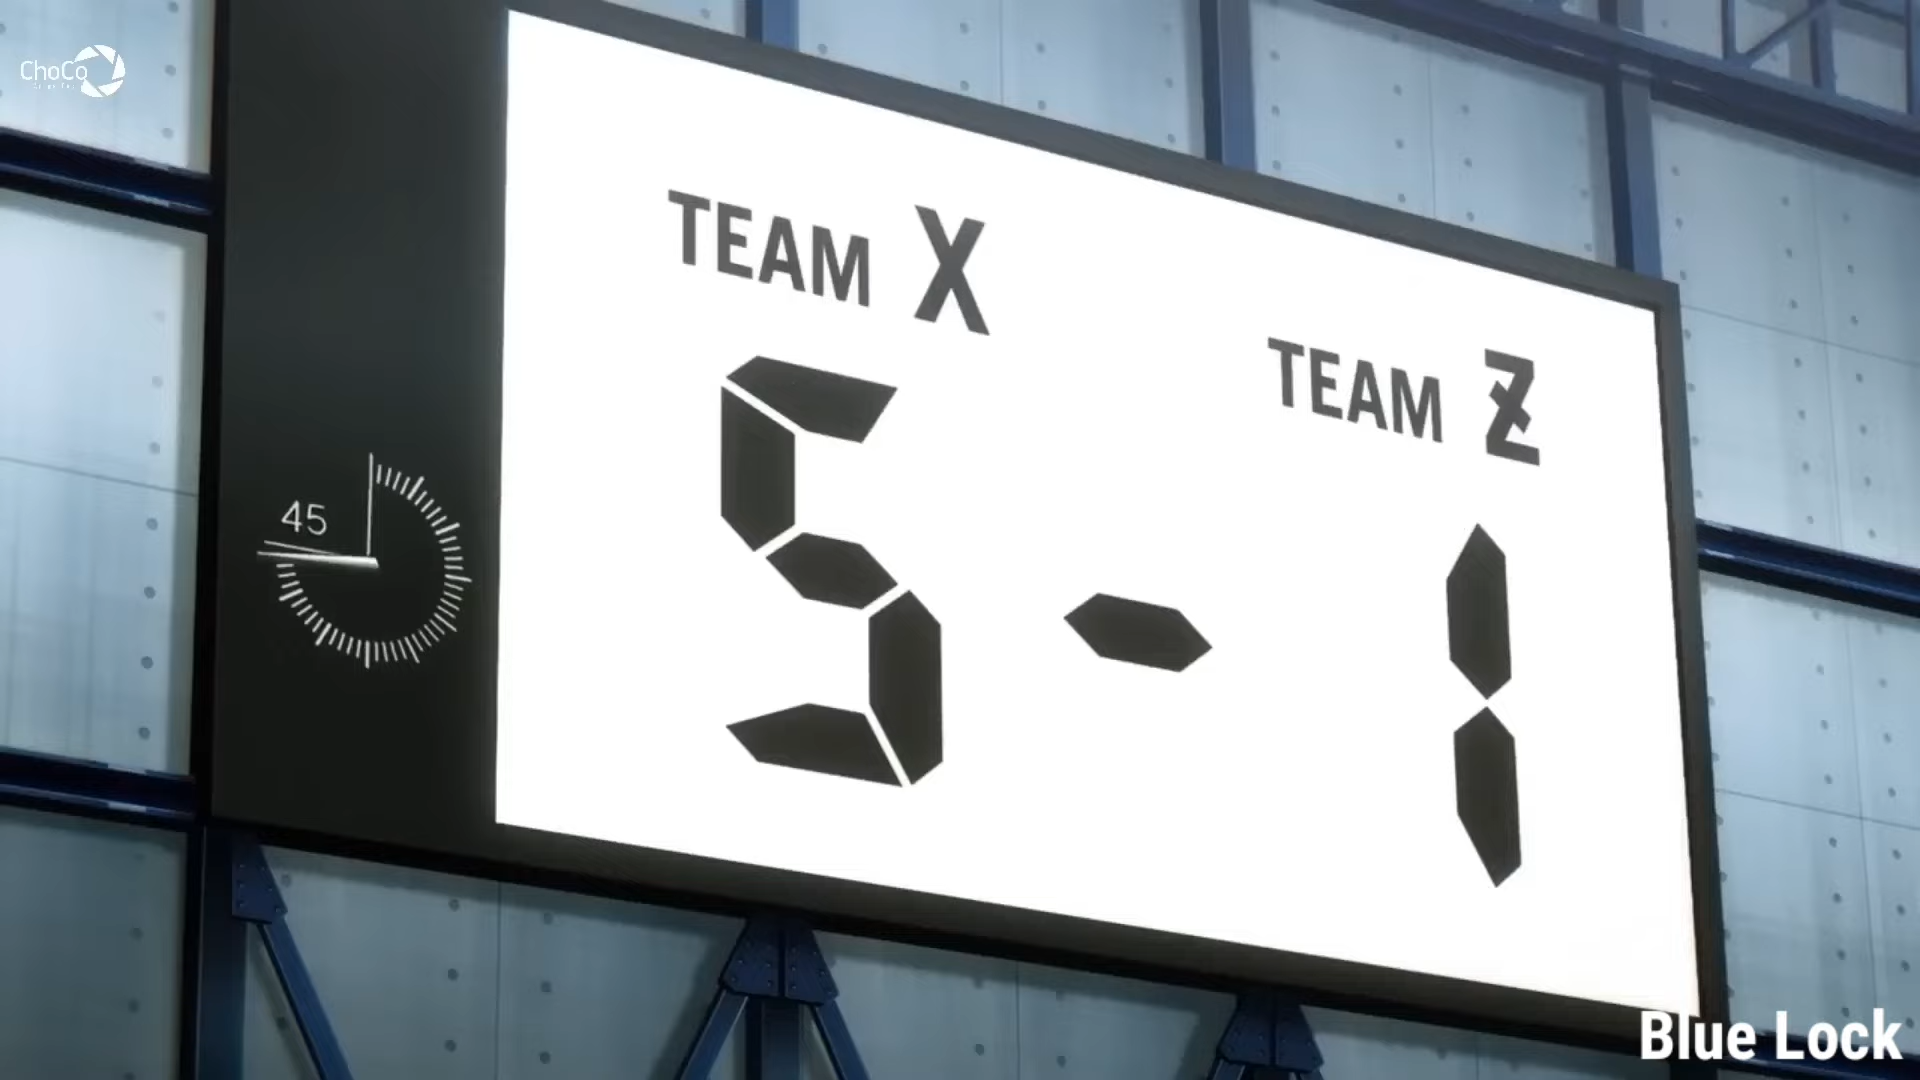 ChoCo
TEAM X
TEAM Z
45
5 - 1
Blue Lock